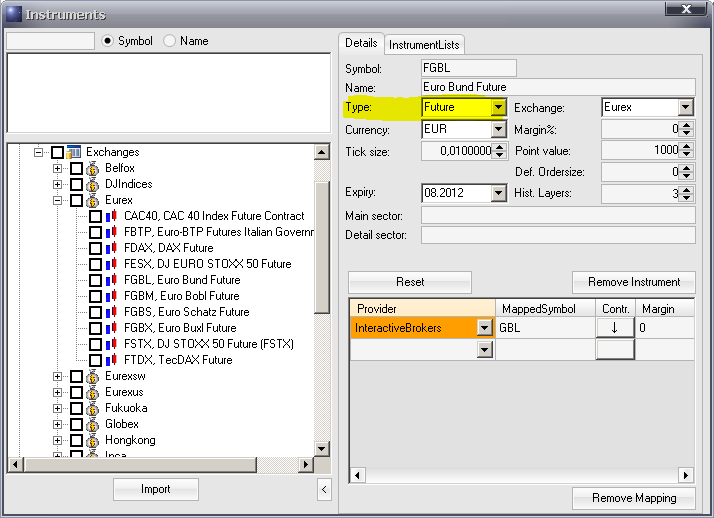 Instruments
Symbol
Name
Exchanges
Belfox
DJIndices
Eurex
CAC40, CAC 40 Index Future Contract
FBTP, Euro-BTP Futures Italian Governm
FDAX, DAX Future
FESX, DJ EURO STOXX 50 Future
FGBL, Euro Bund Future
FGBM, Euro Bobl Future
FGBS, Euro Schatz Future
FGBX, Euro Buxl Future
FSTX, DJ STOXX 50 Future (FSTX)
FTDX, TecDAX Future
Eurexsw
Eurexus
Fukuoka
Globex
Hongkong
Inca
Import
<
Details
InstrumentLists
Symbol: FGBL
Name: Euro Bund Future
Type: Future Exchange: Eurex
Currency: EUR Margin%: 0
Tick size: 0,0100000 Point value: 1000
Def. Ordersize: 0
Expiry: 08.2012 Hist. Layers: 3
Main sector:
Detail sector:
Reset Remove Instrument
Provider MappedSymbol Contr. Margin
InteractiveBrokers GBL ↓ 0
Remove Mapping